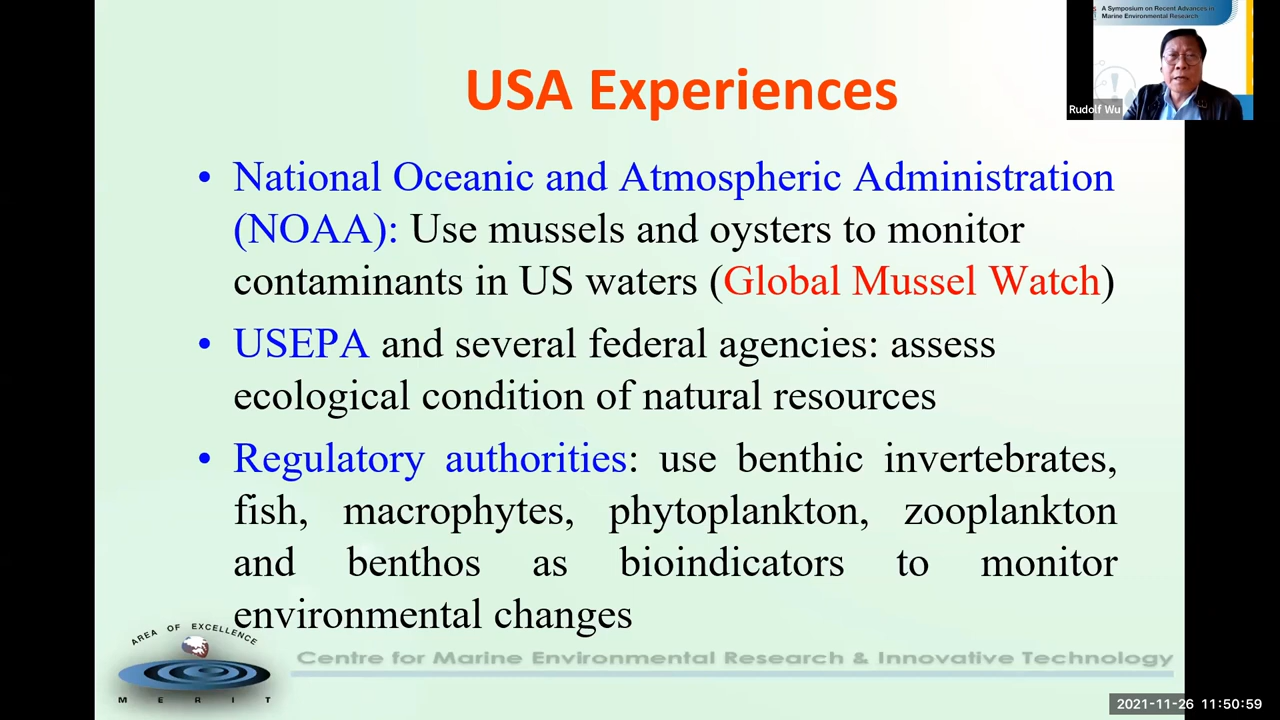 A Symposium on Recent Advances in
Marine Environmental Research
Rudolf Wu
USA Experiences
• National Oceanic and Atmospheric Administration
(NOAA): Use mussels and oysters to monitor
contaminants in US waters (Global Mussel Watch)
• USEPA and several federal agencies: assess
ecological condition of natural resources
• Regulatory authorities: use benthic invertebrates,
fish, macrophytes, phytoplankton, zooplankton
and benthos as bioindicators to monitor
environmental changes
AREA OF EXCELLENCE
MERIT
Centre for Marine Environmental Research & Innovative Technology
2021-11-26 11:50:59